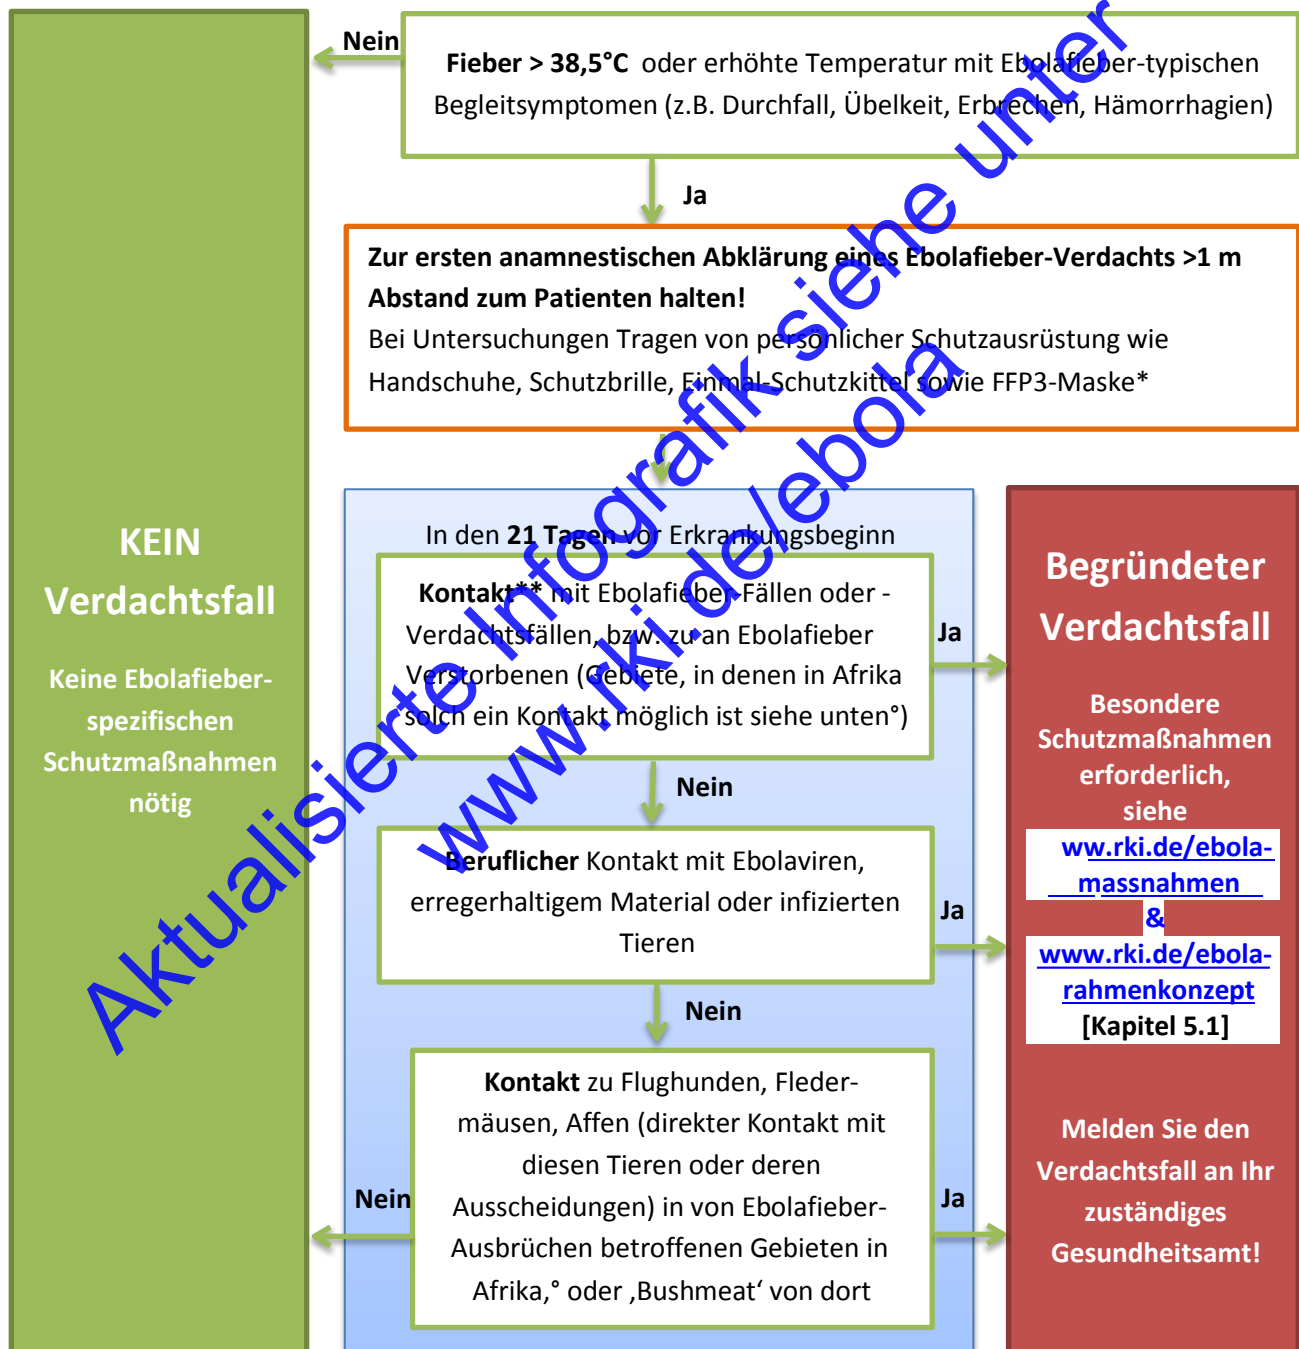 Nein
Fieber > 38,5°C oder erhöhte Temperatur mit Ebolafieber-typischen
Begleitsymptomen (z.B. Durchfall, Übelkeit, Erbrechen, Hämorrhagien)
Ja
Zur ersten anamnestischen Abklärung eines Ebolafieber-Verdachts >1 m
Abstand zum Patienten halten!
Bei Untersuchungen Tragen von persönlicher Schutzausrüstung wie
Handschuhe, Schutzbrille, Einmal-Schutzkittel sowie FFP3-Maske*
KEIN
Verdachtsfall
Keine Ebolafieber-
spezifischen
Schutzmaßnahmen
nötig
In den 21 Tagen vor Erkrankungsbeginn
Kontakt** mit Ebolafieber-Fällen oder -
Verdachtsfällen, bzw. zu an Ebolafieber
Verstorbenen (Gebiete, in denen in Afrika
solch ein Kontakt möglich ist siehe unten°)
Ja
Nein
Beruflicher Kontakt mit Ebolaviren,
erregerhaltigem Material oder infizierten
Tieren
Ja
Nein
Kontakt zu Flughunden, Fleder-
mäusen, Affen (direkter Kontakt mit
diesen Tieren oder deren
Ausscheidungen) in von Ebolafieber-
Ausbrüchen betroffenen Gebieten in
Afrika,° oder ‚Bushmeat‘ von dort
Nein
Ja
Begründeter
Verdachtsfall
Besondere
Schutzmaßnahmen
erforderlich,
siehe
ww.rki.de/ebola-
massnahmen
&
www.rki.de/ebola-
rahmenkonzept
[Kapitel 5.1]
Melden Sie den
Verdachtsfall an Ihr
zuständiges
Gesundheitsamt!
Aktualisierte Infografik siehe unter
www.rki.de/ebola